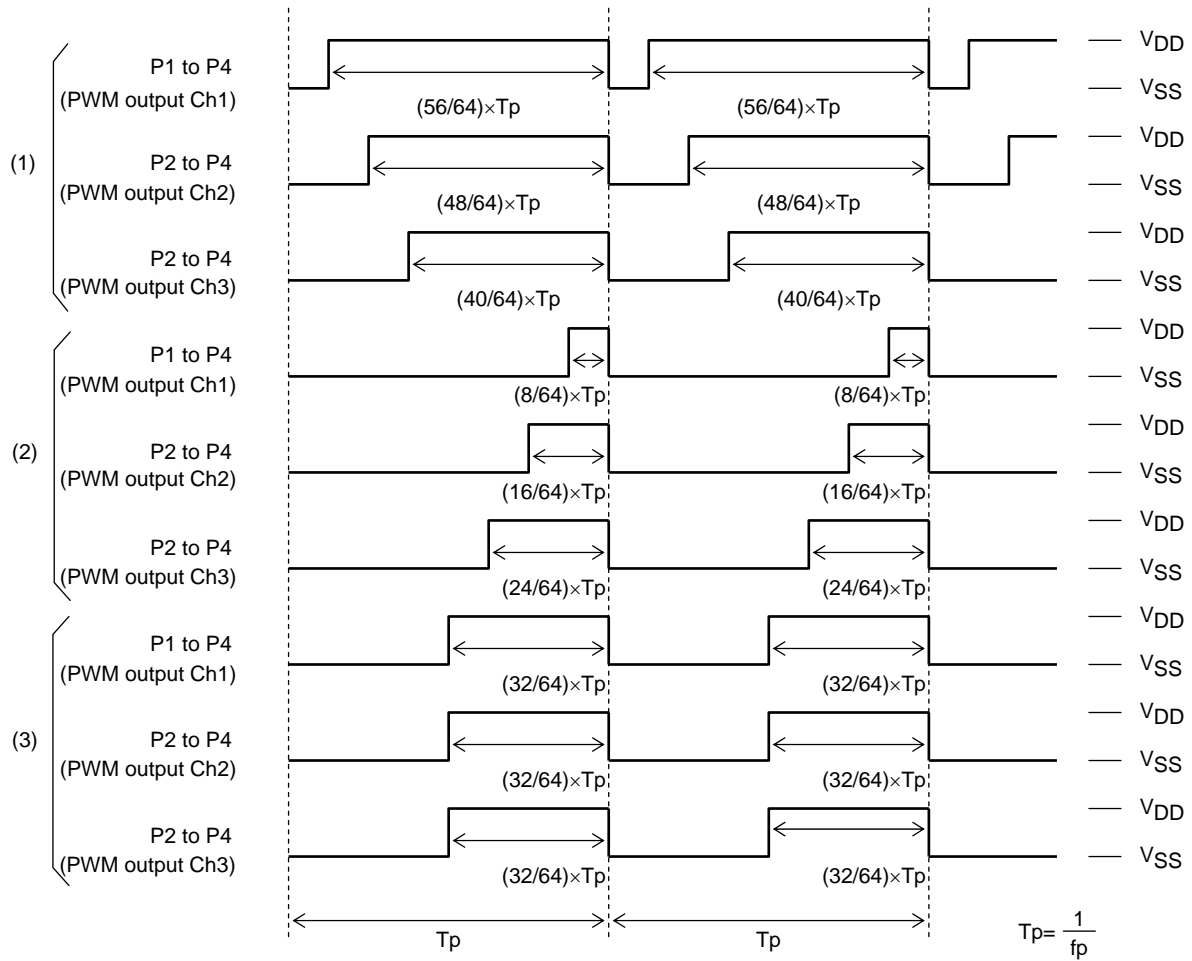 P1 to P4
(PWM output Ch1)
(56/64)×Tp
(56/64)×Tp
VDD
VSS
(1)
P2 to P4
(PWM output Ch2)
(48/64)×Tp
(48/64)×Tp
VDD
VSS
P2 to P4
(PWM output Ch3)
(40/64)×Tp
(40/64)×Tp
VDD
VSS
P1 to P4
(PWM output Ch1)
(8/64)×Tp
(8/64)×Tp
VDD
VSS
(2)
P2 to P4
(PWM output Ch2)
(16/64)×Tp
(16/64)×Tp
VDD
VSS
P2 to P4
(PWM output Ch3)
(24/64)×Tp
(24/64)×Tp
VDD
VSS
P1 to P4
(PWM output Ch1)
(32/64)×Tp
(32/64)×Tp
VDD
VSS
(3)
P2 to P4
(PWM output Ch2)
(32/64)×Tp
(32/64)×Tp
VDD
VSS
P2 to P4
(PWM output Ch3)
(32/64)×Tp
(32/64)×Tp
VDD
VSS
Tp
Tp
Tp= 1
fp